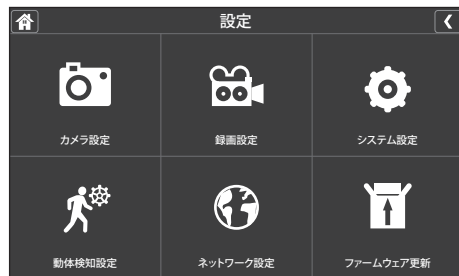 設定
カメラ設定
録画設定
システム設定
動体検知設定
ネットワーク設定
ファームウェア更新